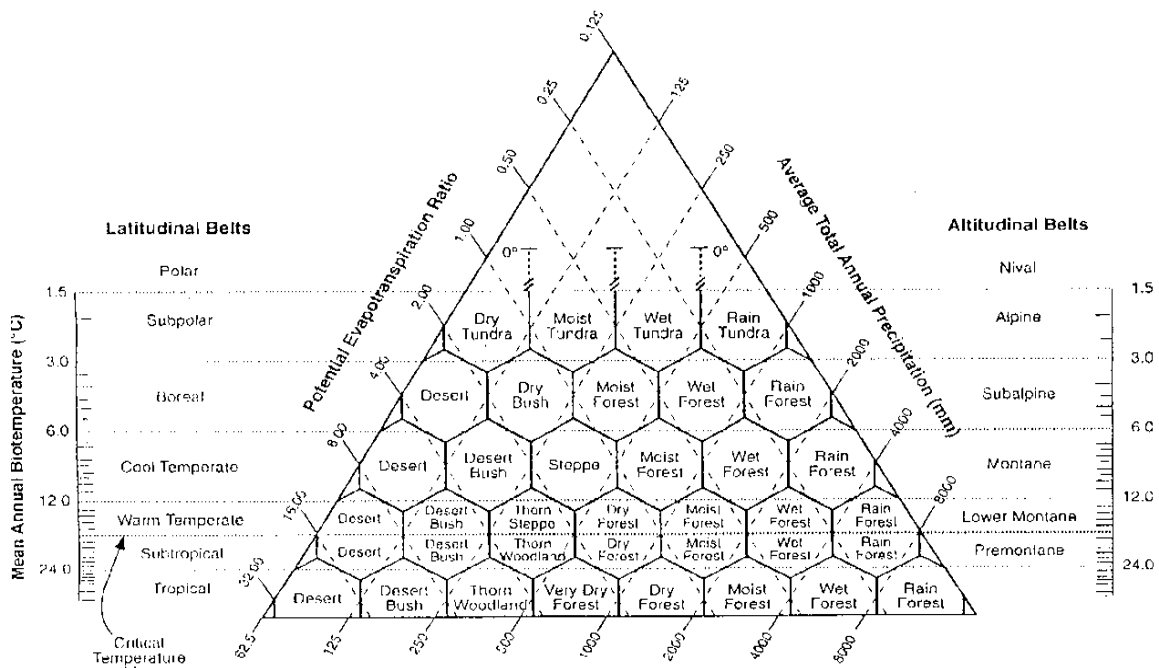 0.125
0.25
125
0.50
250
Potential Evapotranspiration Ratio
Average Total Annual Precipitation (mm)
Latitudinal Belts
Altitudinal Belts
1.00
0°
0°
500
Polar
Nival
1.5
1.5
2.00
1000
Subpolar
Dry Tundra
Moist Tundra
Wet Tundra
Rain Tundra
Alpine
3.0
3.0
Mean Annual Biotemperature (°C)
4.00
2000
Boreal
Desert
Dry Bush
Moist Forest
Wet Forest
Rain Forest
Subalpine
6.0
6.0
8.00
4000
Cool Temperate
Desert
Desert Bush
Steppe
Moist Forest
Wet Forest
Rain Forest
Montane
12.0
12.0
16.00
8000
Warm Temperate
Desert
Desert Bush
Thorn Steppe
Dry Forest
Moist Forest
Wet Forest
Rain Forest
Lower Montane
Subtropical
Desert
Desert Bush
Thorn Woodland
Dry Forest
Moist Forest
Wet Forest
Rain Forest
Premontane
24.0
24.0
32.00
Tropical
Desert
Desert Bush
Thorn Woodland
Very Dry Forest
Dry Forest
Moist Forest
Wet Forest
Rain Forest
62.5
125
250
500
1000
2000
4000
8000
Critical
Temperature